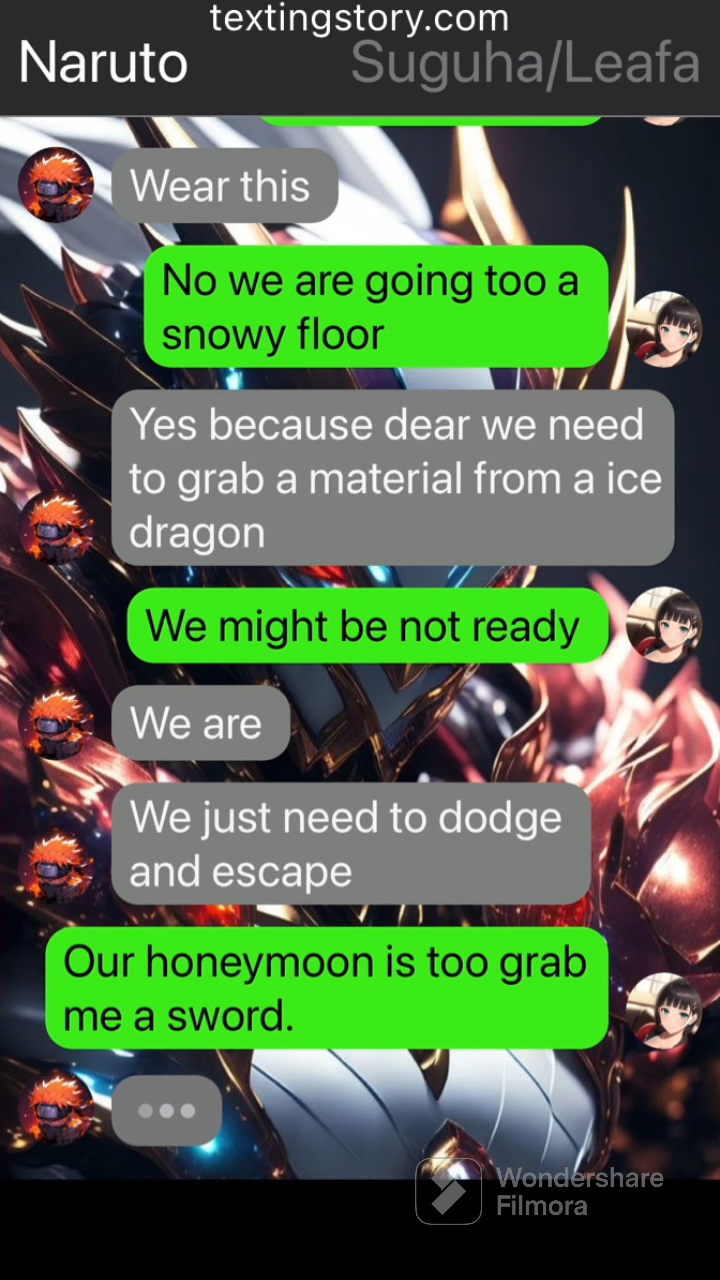 textingstory.com
Naruto
Suguha/Leafa
Wear this
No we are going too a
snowy floor
Yes because dear we need
to grab a material from a ice
dragon
We might be not ready
We are
We just need to dodge
and escape
Our honeymoon is too grab
me a sword.
Wondershare
Filmora